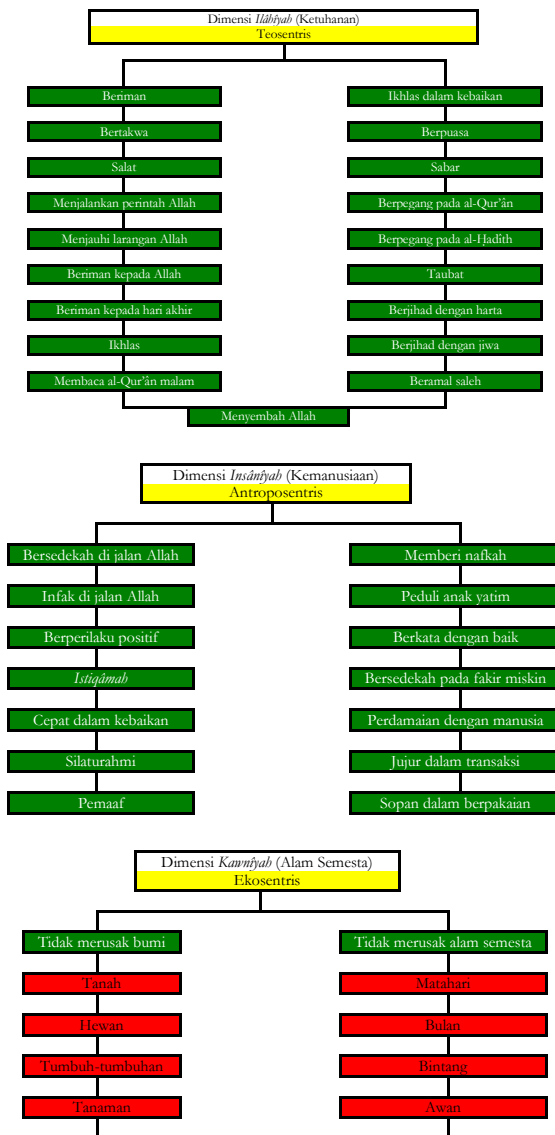 Dimensi Ilâhîyah (Ketuhanan)
Teosentris
Beriman
Bertakwa
Salat
Menjalankan perintah Allah
Menjauhi larangan Allah
Beriman kepada Allah
Beriman kepada hari akhir
Ikhlas
Membaca al-Qur’ân malam
Ikhlas dalam kebaikan
Berpuasa
Sabar
Berpegang pada al-Qur’ân
Berpegang pada al-Ḥadîth
Taubat
Berjihad dengan harta
Berjihad dengan jiwa
Beramal saleh
Menyembah Allah
Dimensi Insânîyah (Kemanusiaan)
Antroposentris
Bersedekah di jalan Allah
Infak di jalan Allah
Berperilaku positif
Istiqâmah
Cepat dalam kebaikan
Silaturahmi
Pemaaf
Memberi nafkah
Peduli anak yatim
Berkata dengan baik
Bersedekah pada fakir miskin
Perdamaian dengan manusia
Jujur dalam transaksi
Sopan dalam berpakaian
Dimensi Kawnîyah (Alam Semesta)
Ekosentris
Tidak merusak bumi
Tanah
Hewan
Tumbuh-tumbuhan
Tanaman
Tidak merusak alam semesta
Matahari
Bulan
Bintang
Awan